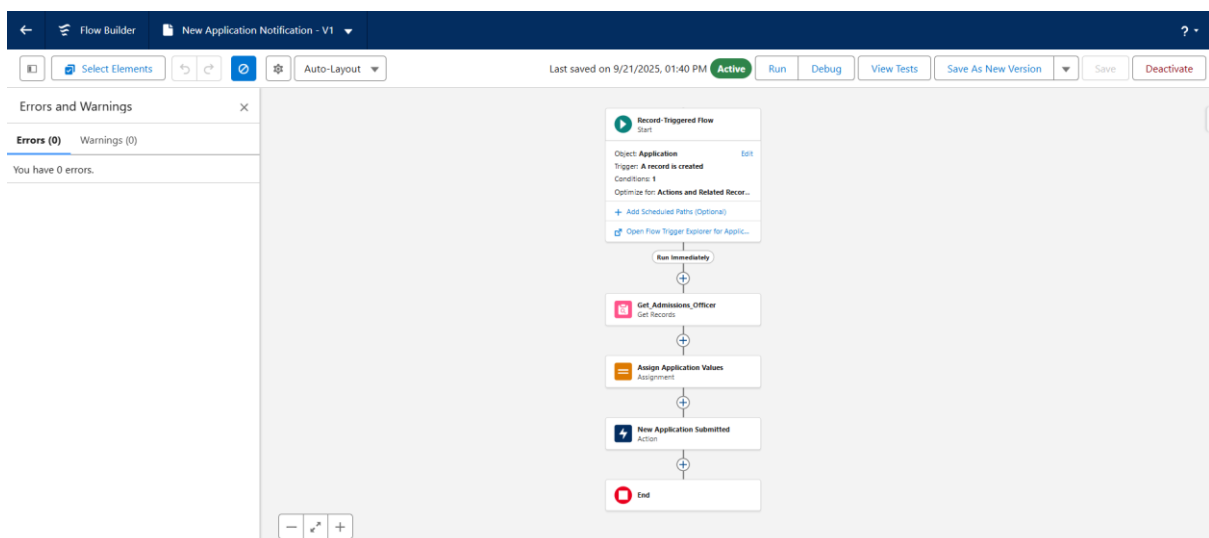 Flow Builder
New Application Notification - V1
?
Select Elements
Auto-Layout
Last saved on 9/21/2025, 01:40 PM
Active
Run
Debug
View Tests
Save As New Version
Save
Deactivate
Errors and Warnings
Errors (0)
Warnings (0)
You have 0 errors.
Record-Triggered Flow
Start
Object: Application
Edit
Trigger: A record is created
Conditions: 1
Optimize for: Actions and Related Recor...
+ Add Scheduled Paths (Optional)
Open Flow Trigger Explorer for Applic...
Run Immediately
Get_Admissions_Officer
Get Records
Assign Application Values
Assignment
New Application Submitted
Action
End